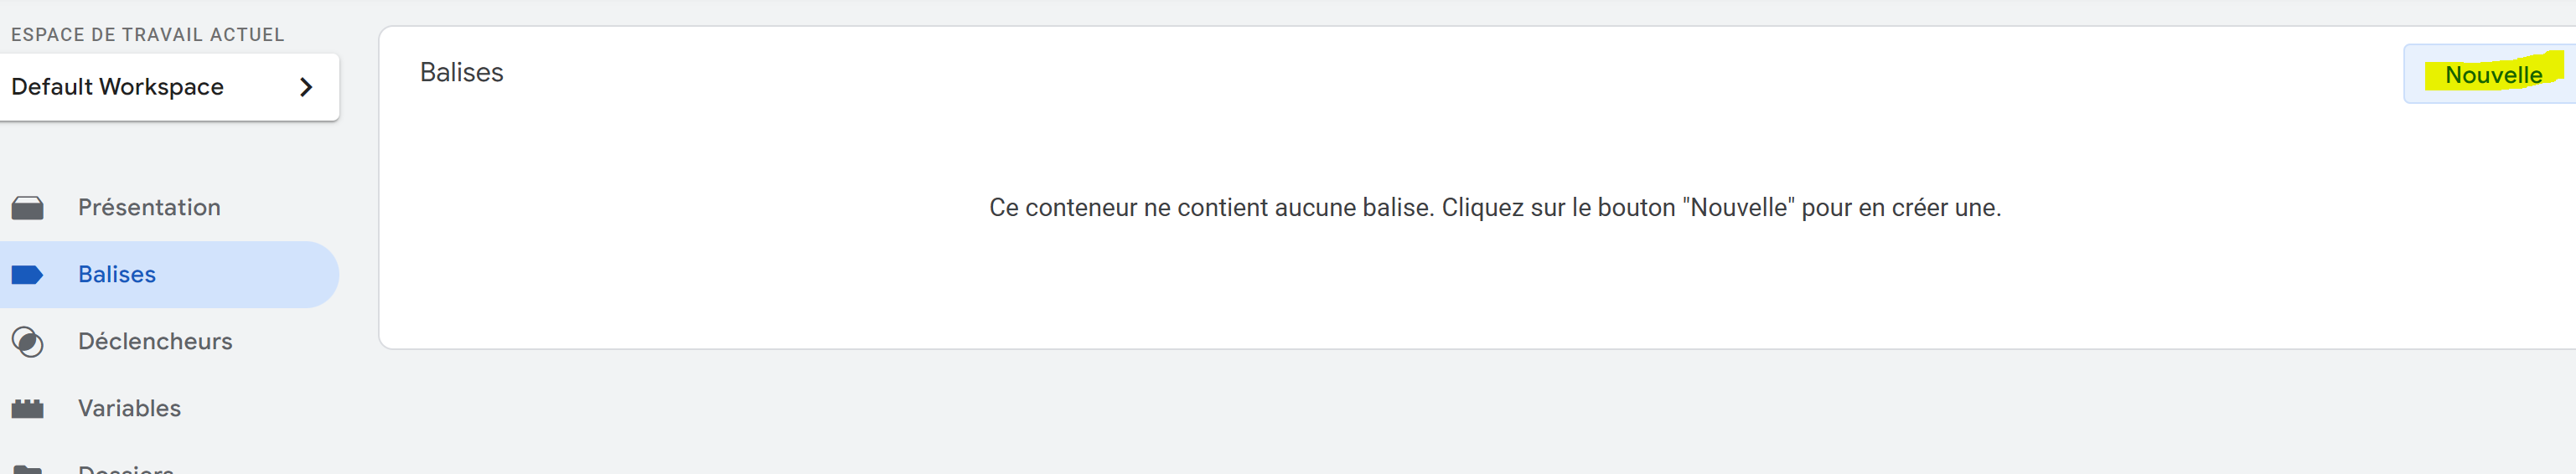 ESPACE DE TRAVAIL ACTUEL
Default Workspace
Présentation
Balises
Déclencheurs
Variables
Dossiers
Balises
Nouvelle
Ce conteneur ne contient aucune balise. Cliquez sur le bouton "Nouvelle" pour en créer une.